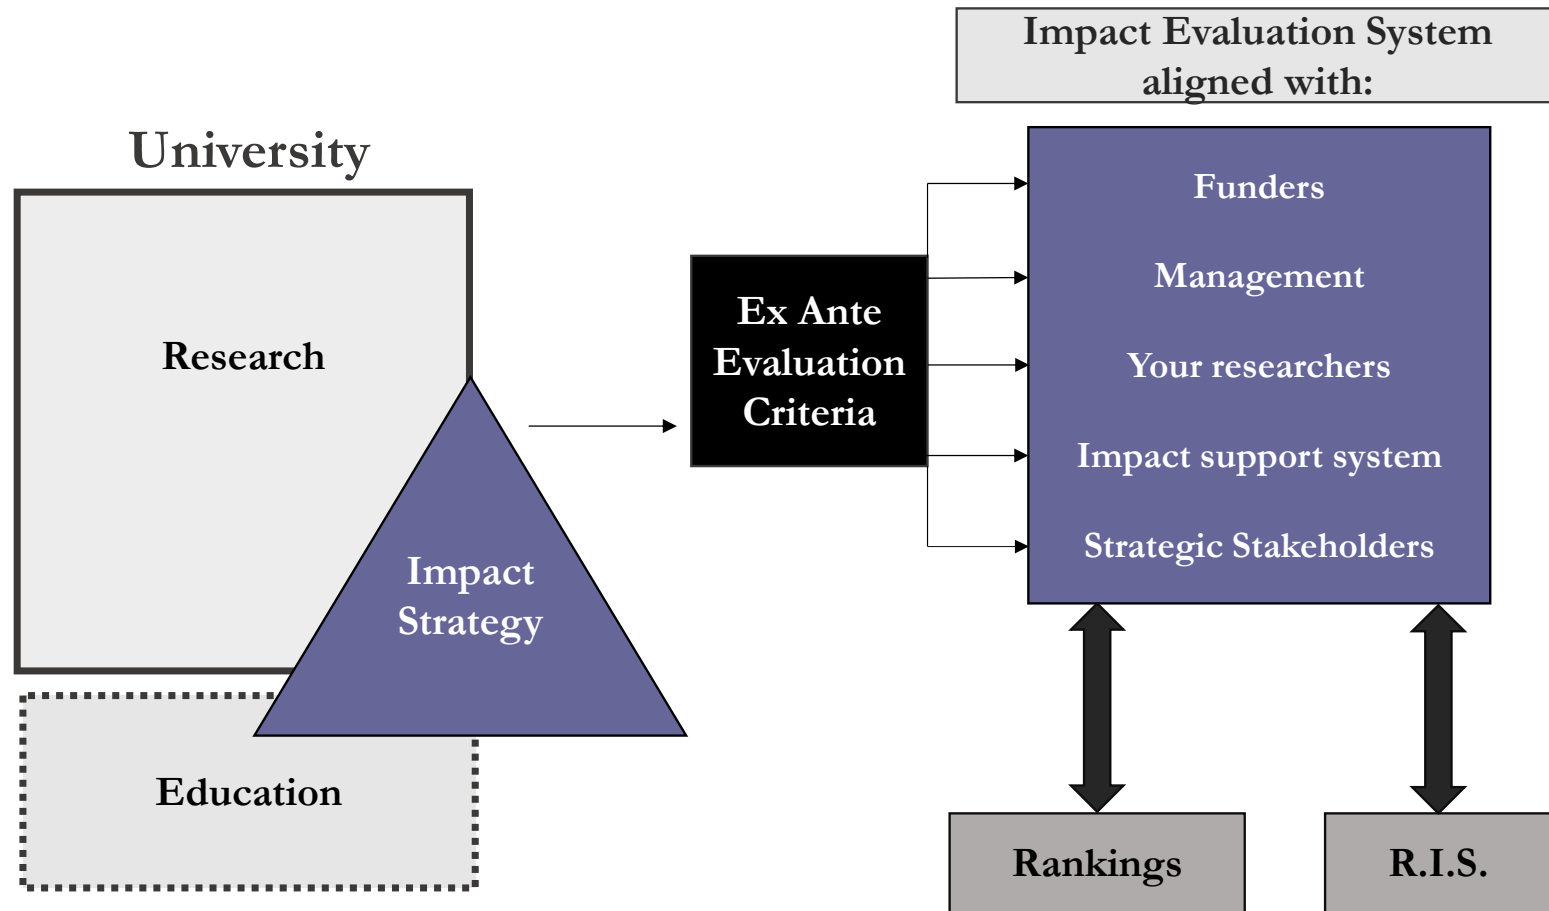 Impact Evaluation System
aligned with:
University
Research
Impact
Strategy
Education
Ex Ante
Evaluation
Criteria
Funders
Management
Your researchers
Impact support system
Strategic Stakeholders
Rankings
R.I.S.